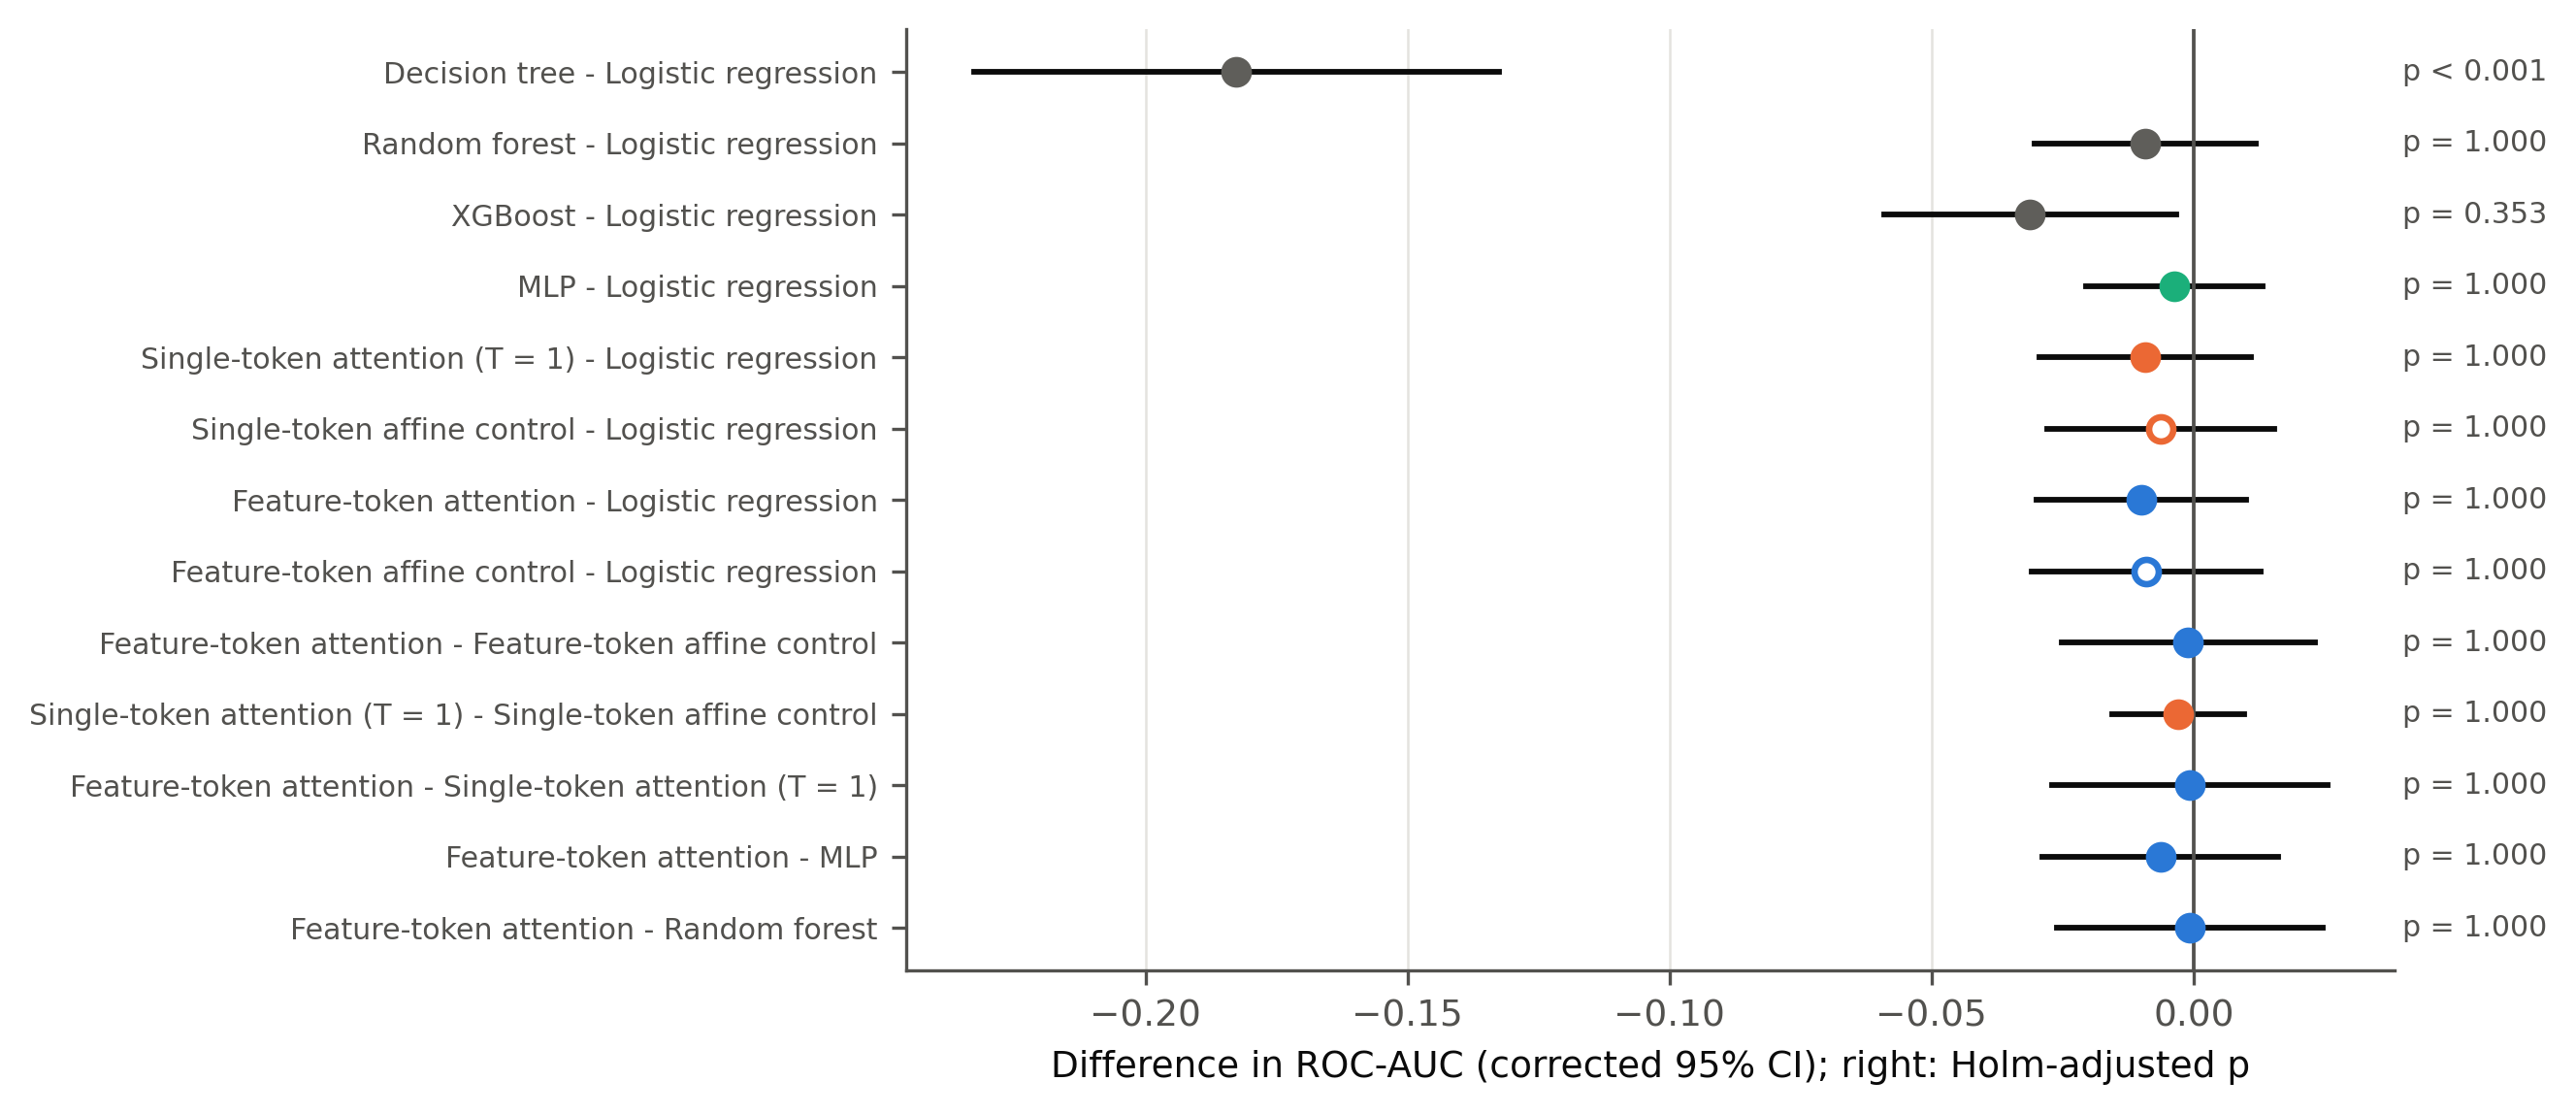 Decision tree - Logistic regression p < 0.001
Random forest - Logistic regression p = 1.000
XGBoost - Logistic regression p = 0.353
MLP - Logistic regression p = 1.000
Single-token attention (T = 1) - Logistic regression p = 1.000
Single-token affine control - Logistic regression p = 1.000
Feature-token attention - Logistic regression p = 1.000
Feature-token affine control - Logistic regression p = 1.000
Feature-token attention - Feature-token affine control p = 1.000
Single-token attention (T = 1) - Single-token affine control p = 1.000
Feature-token attention - Single-token attention (T = 1) p = 1.000
Feature-token attention - MLP p = 1.000
Feature-token attention - Random forest p = 1.000
−0.20 −0.15 −0.10 −0.05 0.00
Difference in ROC-AUC (corrected 95% CI); right: Holm-adjusted p